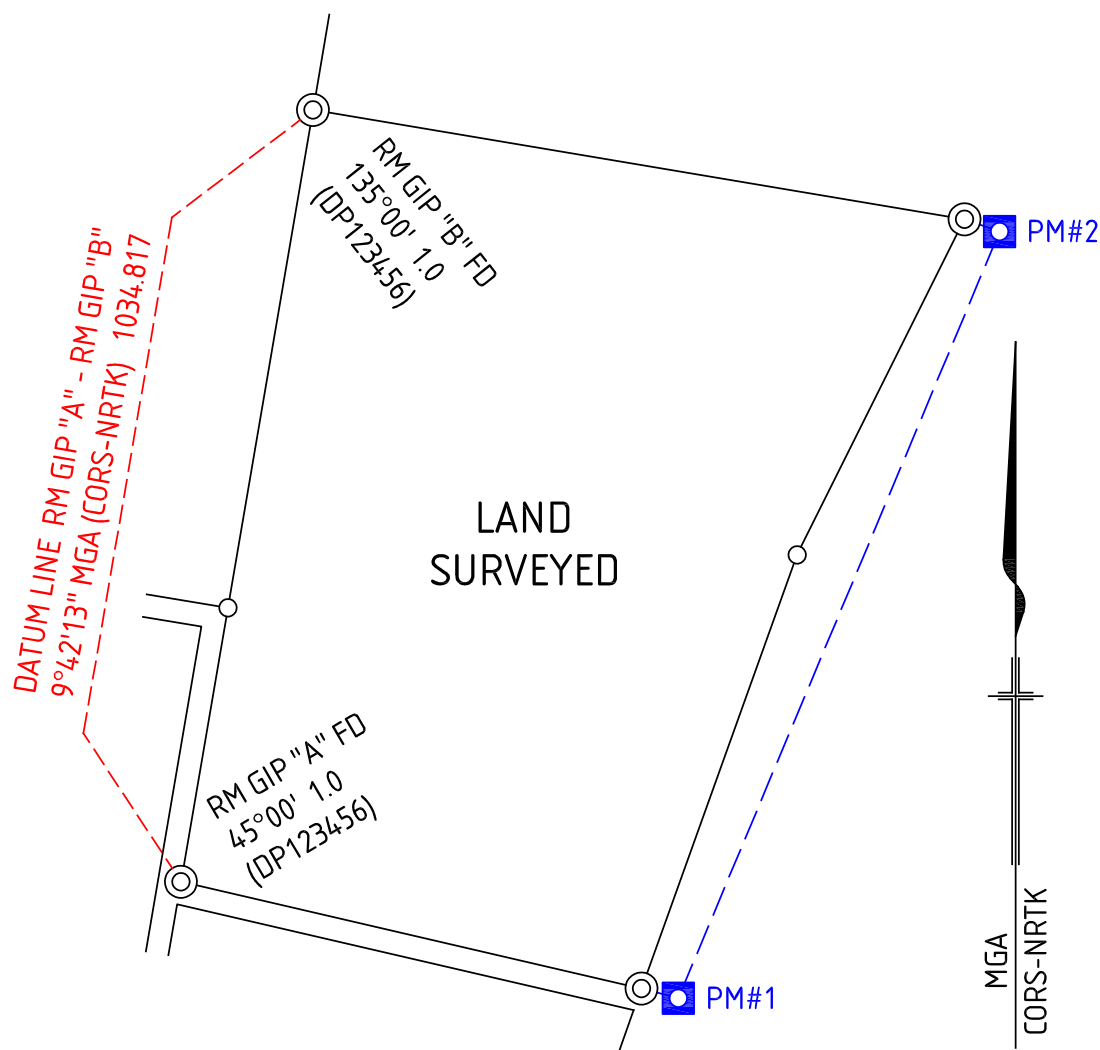 RM GIP "B" FD
135°00' 1.0
(DP123456)
PM#2
DATUM LINE RM GIP "A" - RM GIP "B"
9°42'13" MGA (CORS-NRTK) 1034.817
LAND
SURVEYED
RM GIP "A" FD
45°00' 1.0
(DP123456)
PM#1
MGA
CORS-NRTK